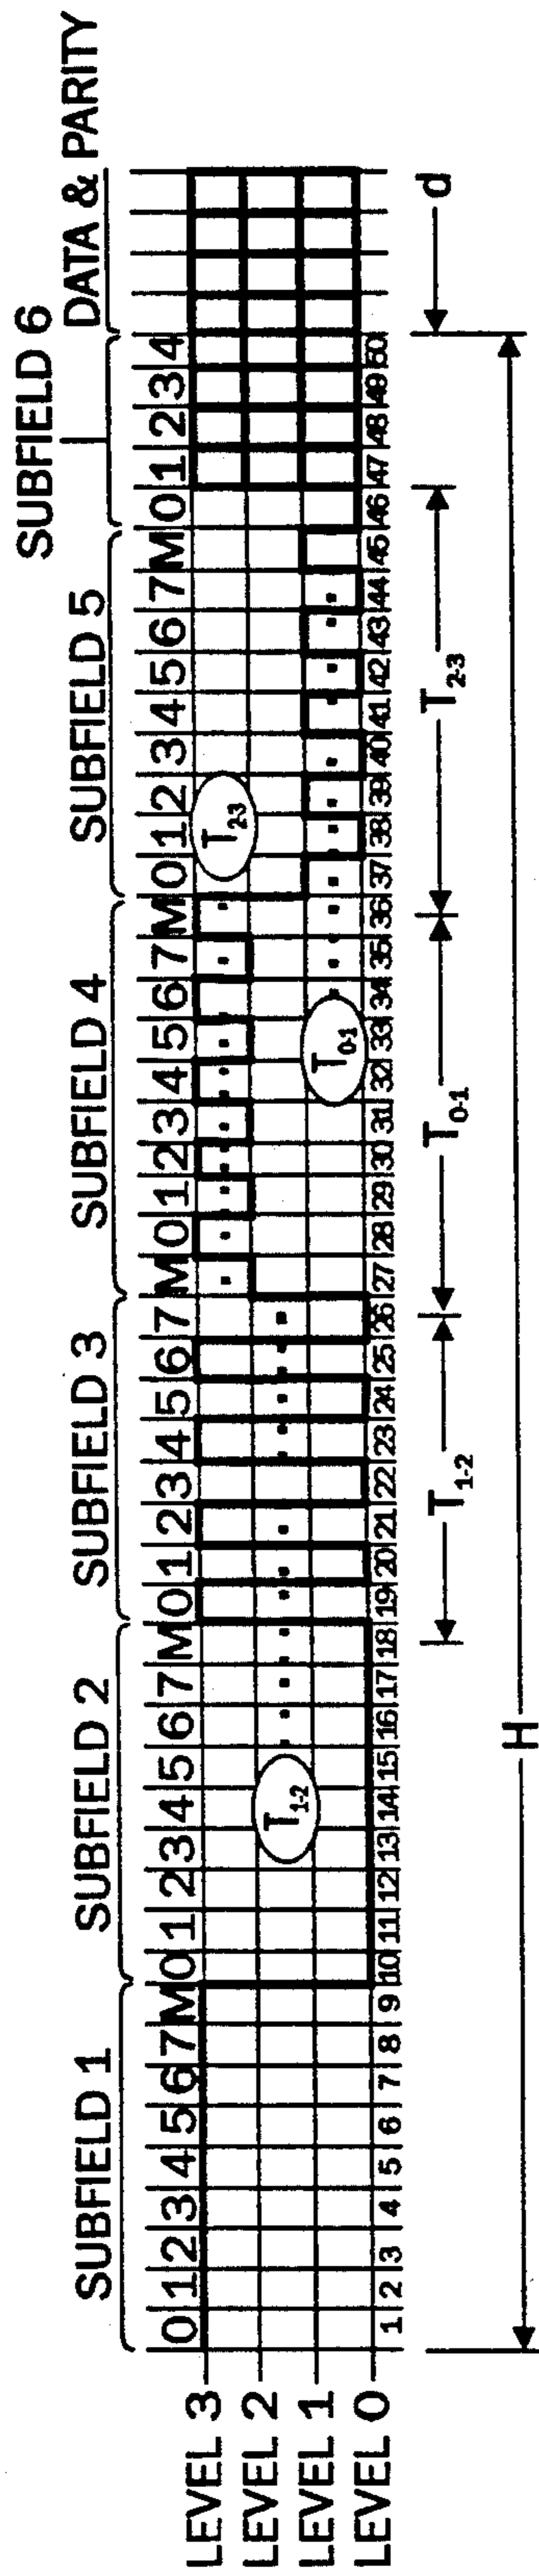 SUBFIELD 6
SUBFIELD 1 SUBFIELD 2 SUBFIELD 3 SUBFIELD 4 SUBFIELD 5 DATA & PARITY
0 1 2 3 4 5 6 7 M 0 1 2 3 4 5 6 7 M 0 1 2 3 4 5 6 7 M 0 1 2 3 4 5 6 7 M 0 1 2 3 4 5 6 7 M 0 1 2 3 4
LEVEL 3
T2-3
LEVEL 2
T1-2
LEVEL 1
T0-1
LEVEL 0
1 2 3 4 5 6 7 8 9 10 11 12 13 14 15 16 17 18 19 20 21 22 23 24 25 26 27 28 29 30 31 32 33 34 35 36 37 38 39 40 41 42 43 44 45 46 47 48 49 50
T1-2 T0-1 T2-3 d
H